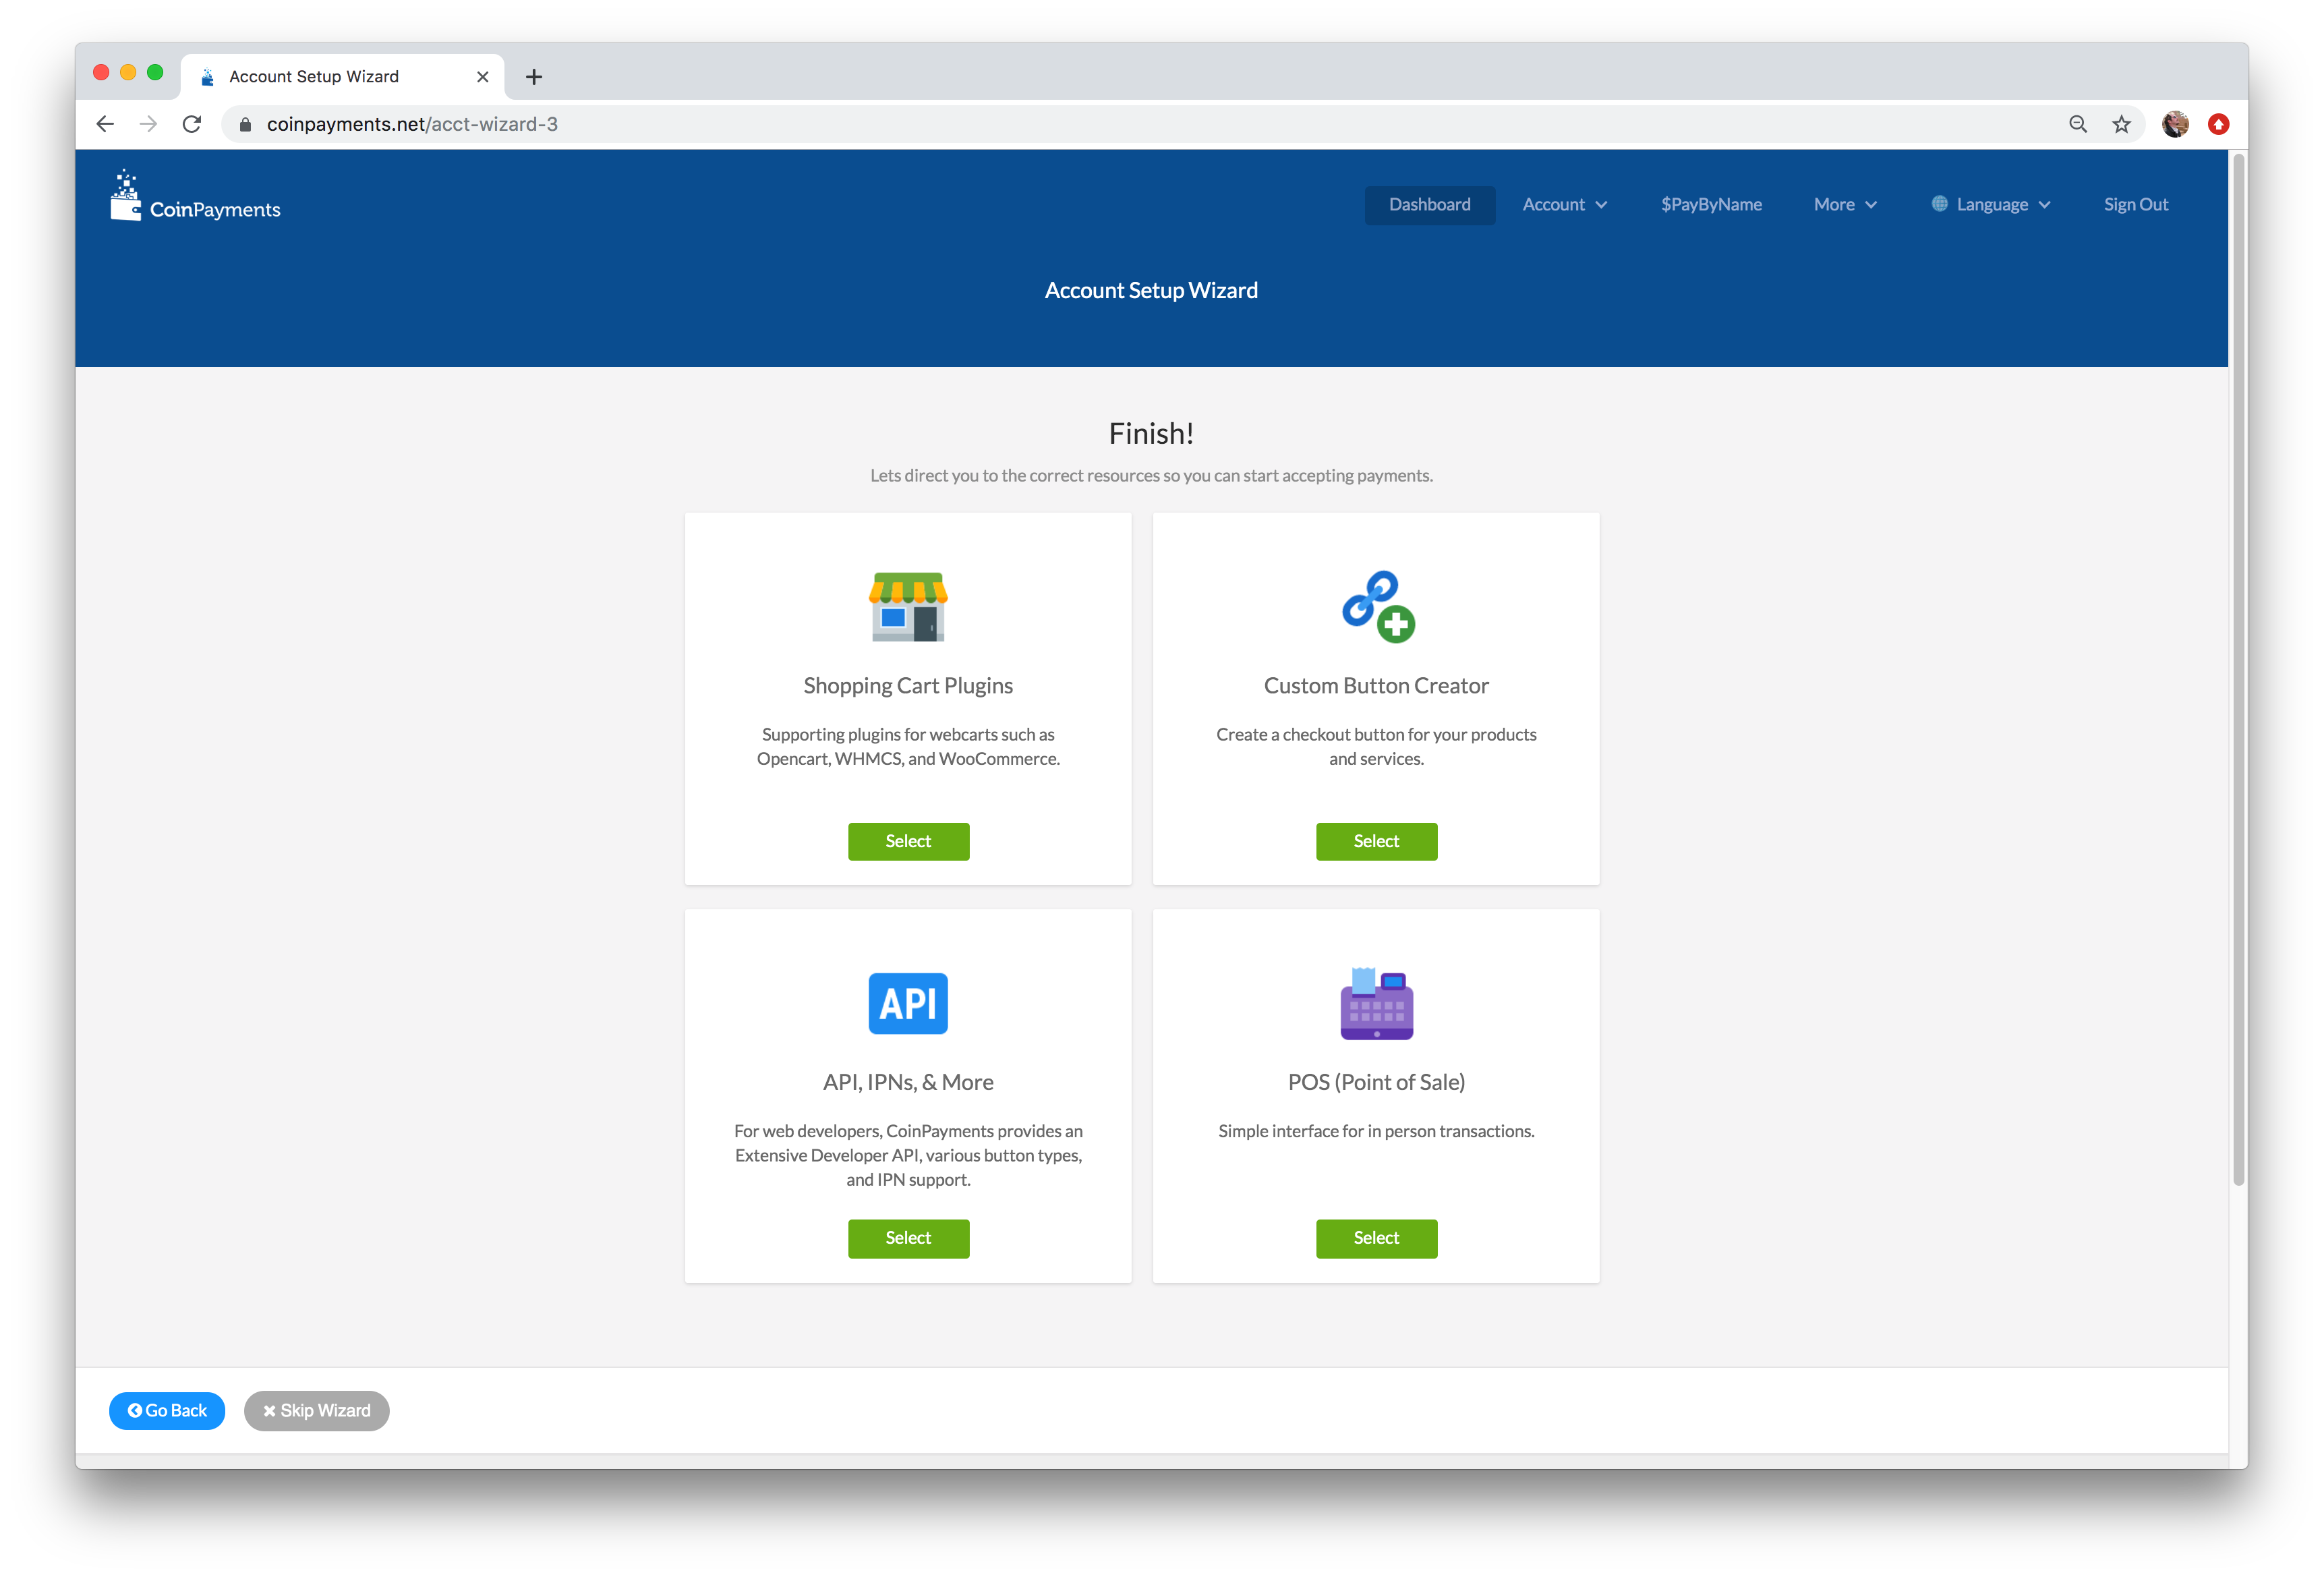 Account Setup Wizard
coinpayments.net/acct-wizard-3
CoinPayments
Dashboard
Account
$PayByName
More
Language
Sign Out
Account Setup Wizard
Finish!
Lets direct you to the correct resources so you can start accepting payments.
Shopping Cart Plugins
Supporting plugins for webcarts such as
Opencart, WHMCS, and WooCommerce.
Select
Custom Button Creator
Create a checkout button for your products
and services.
Select
API
API, IPNs, & More
For web developers, CoinPayments provides an
Extensive Developer API, various button types,
and IPN support.
Select
POS (Point of Sale)
Simple interface for in person transactions.
Select
Go Back
Skip Wizard